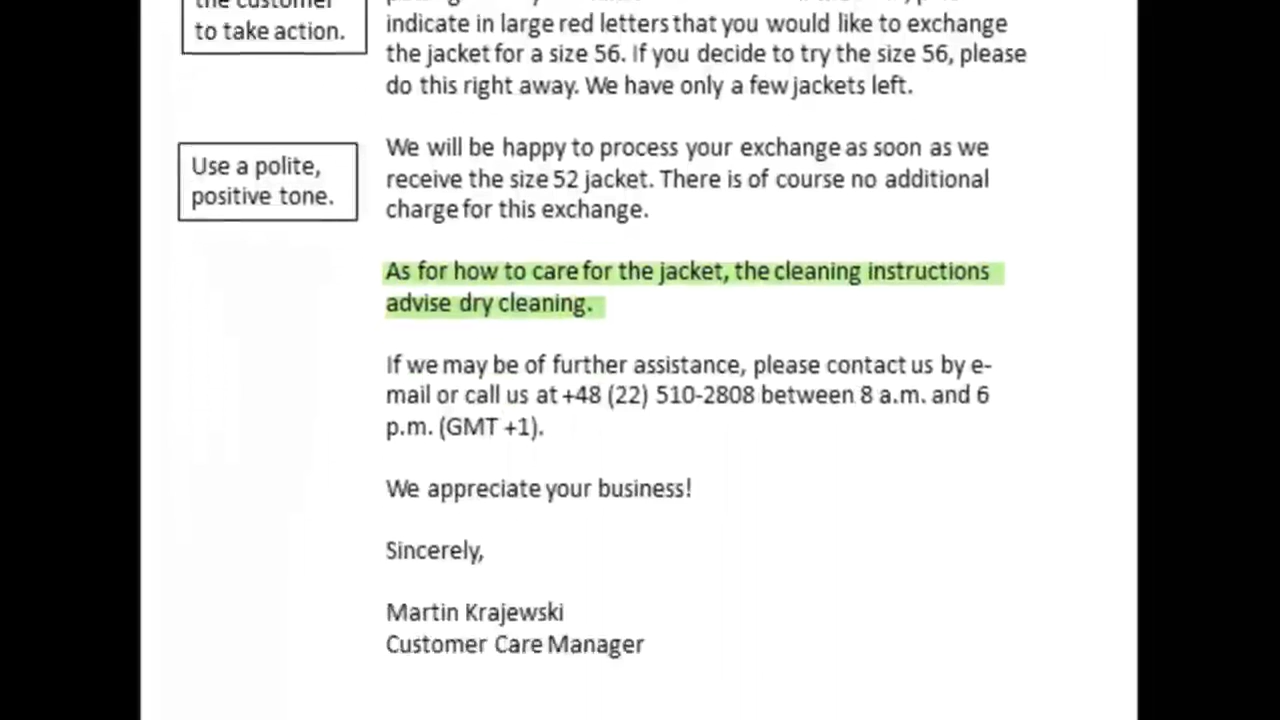 the customer
to take action.
indicate in large red letters that you would like to exchange
the jacket for a size 56. If you decide to try the size 56, please
do this right away. We have only a few jackets left.
Use a polite,
positive tone.
We will be happy to process your exchange as soon as we
receive the size 52 jacket. There is of course no additional
charge for this exchange.
As for how to care for the jacket, the cleaning instructions
advise dry cleaning.
If we may be of further assistance, please contact us by e-
mail or call us at +48 (22) 510-2808 between 8 a.m. and 6
p.m. (GMT +1).
We appreciate your business!
Sincerely,
Martin Krajewski
Customer Care Manager